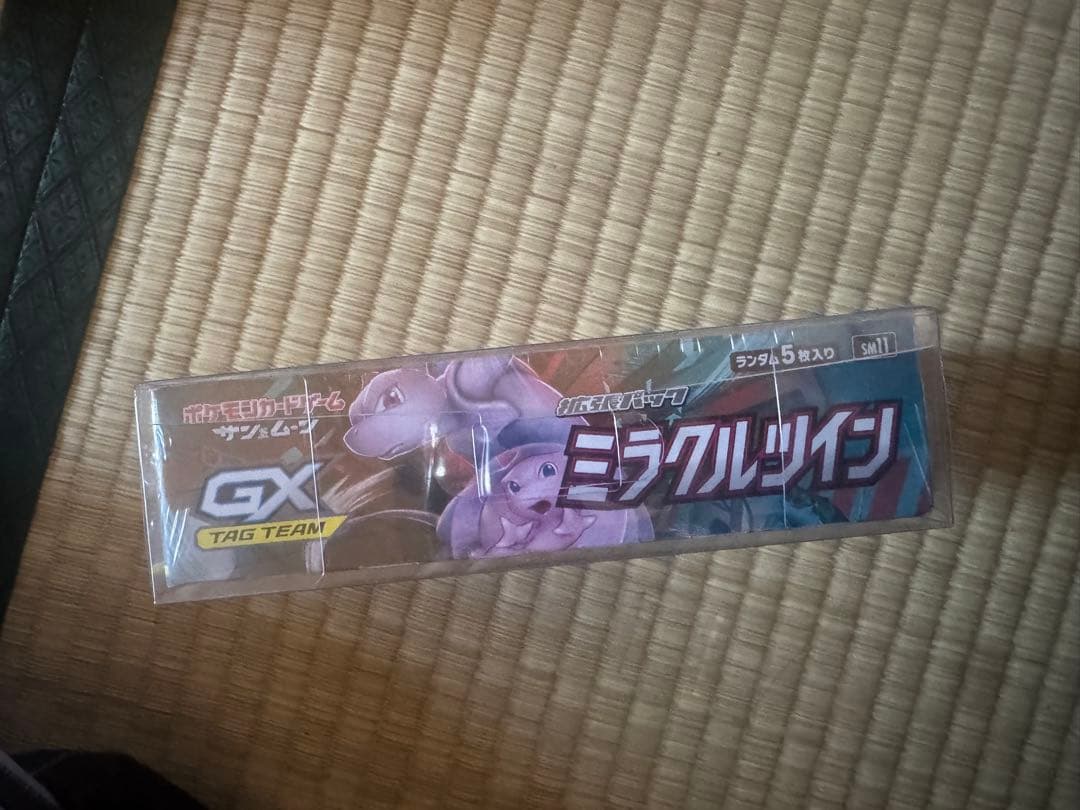 ランダム5枚入り
SM11
ポケモンカードゲーム
サン&ムーン
拡張パック
ミラクルツイン
GX
TAG TEAM